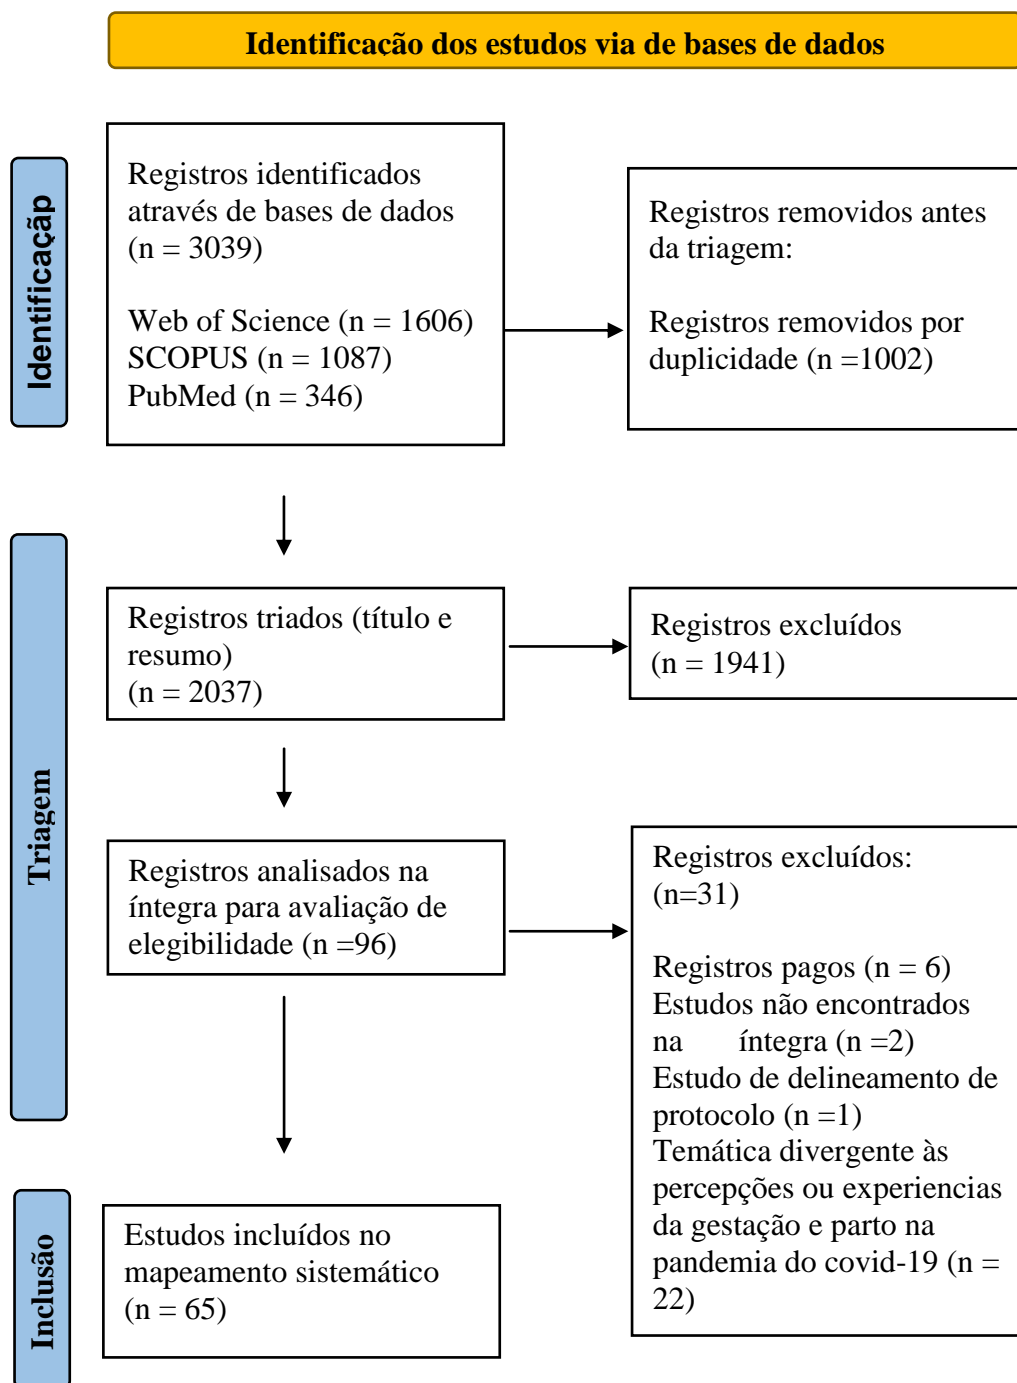 Identificação dos estudos via de bases de dados
Identificaçãp
Registros identificados
através de bases de dados
(n = 3039)
Web of Science (n = 1606)
SCOPUS (n = 1087)
PubMed (n = 346)
Registros removidos antes
da triagem:
Registros removidos por
duplicidade (n =1002)
Triagem
Registros triados (título e
resumo)
(n = 2037)
Registros excluídos
(n = 1941)
Registros analisados na
íntegra para avaliação de
elegibilidade (n =96)
Registros excluídos:
(n=31)
Registros pagos (n = 6)
Estudos não encontrados
na íntegra (n =2)
Estudo de delineamento de
protocolo (n =1)
Temática divergente às
percepções ou experiencias
da gestação e parto na
pandemia do covid-19 (n =
22)
Inclusão
Estudos incluídos no
mapeamento sistemático
(n = 65)